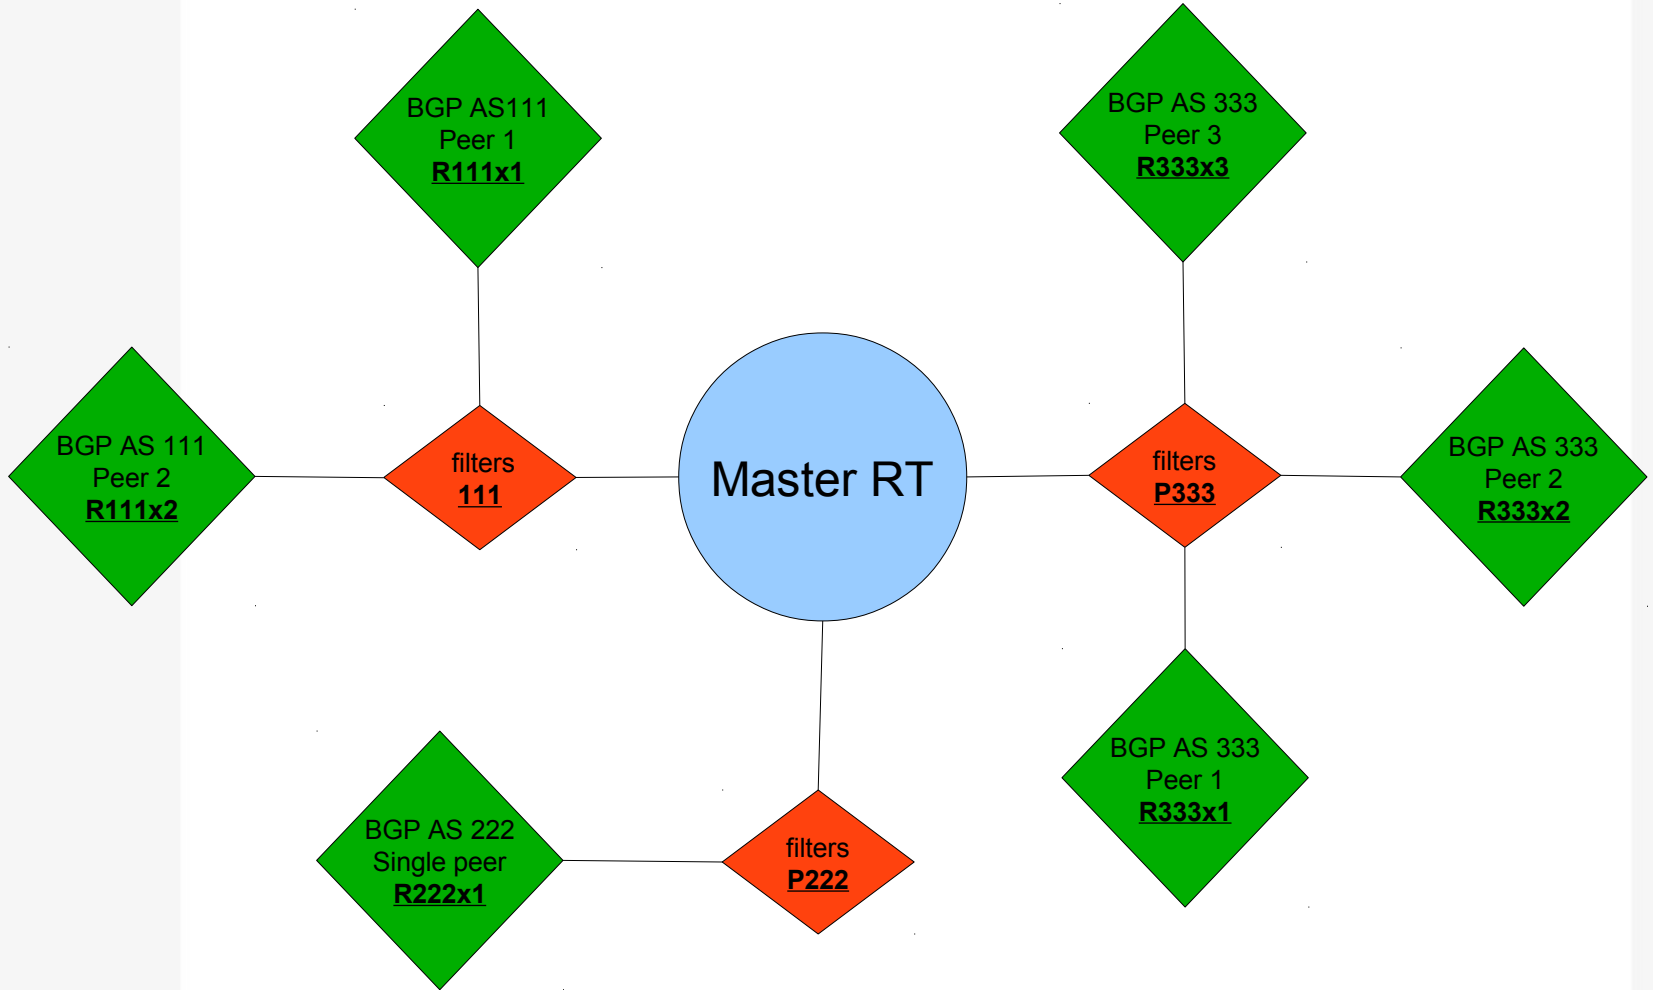 BGP AS111
Peer 1
R111x1
BGP AS 333
Peer 3
R333x3
BGP AS 111
Peer 2
R111x2
filters
111
Master RT
filters
P333
BGP AS 333
Peer 2
R333x2
BGP AS 333
Peer 1
R333x1
BGP AS 222
Single peer
R222x1
filters
P222